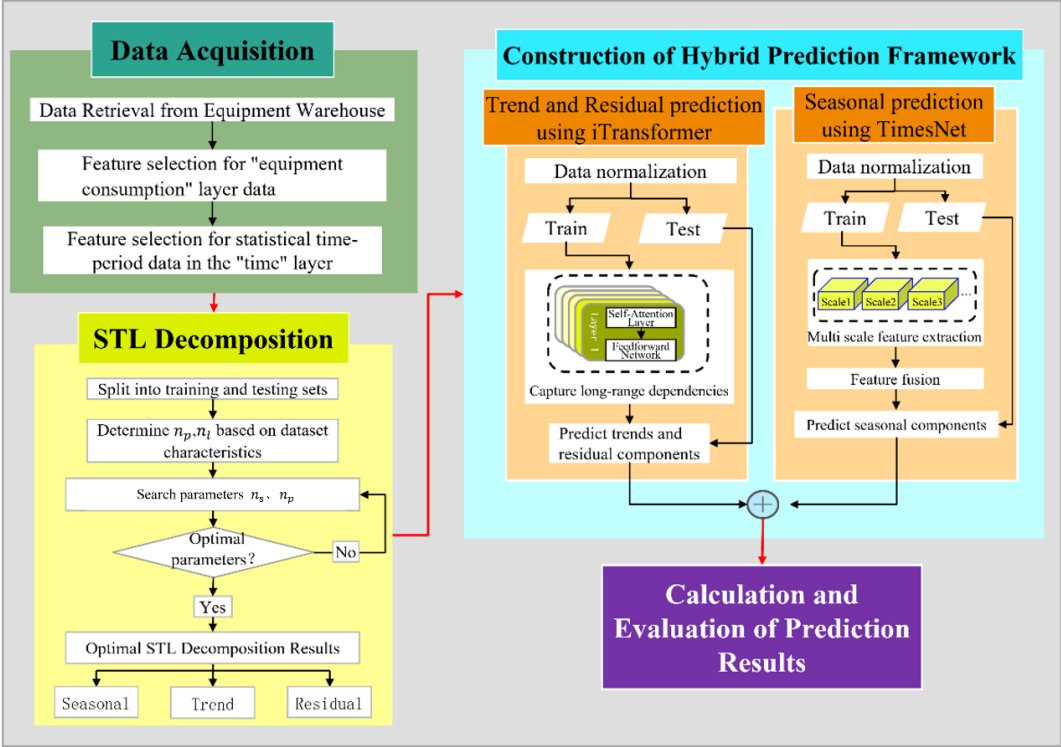 Data Acquisition
Data Retrieval from Equipment Warehouse
Feature selection for "equipment
consumption" layer data
Feature selection for statistical time-
period data in the "time" layer
STL Decomposition
Split into training and testing sets
Determine n_p,n_l based on dataset
characteristics
Search parameters n_s、n_p
Optimal
parameters?
No
Yes
Optimal STL Decomposition Results
Seasonal
Trend
Residual
Construction of Hybrid Prediction Framework
Trend and Residual prediction
using iTransformer
Data normalization
Train
Test
Layer 1
Self-Attention
Layer
Feedforward
Network
Capture long-range dependencies
Predict trends and
residual components
Seasonal prediction
using TimesNet
Data normalization
Train
Test
Scale1
Scale2
Scale3
...
Multi scale feature extraction
Feature fusion
Predict seasonal components
+
Calculation and
Evaluation of Prediction
Results